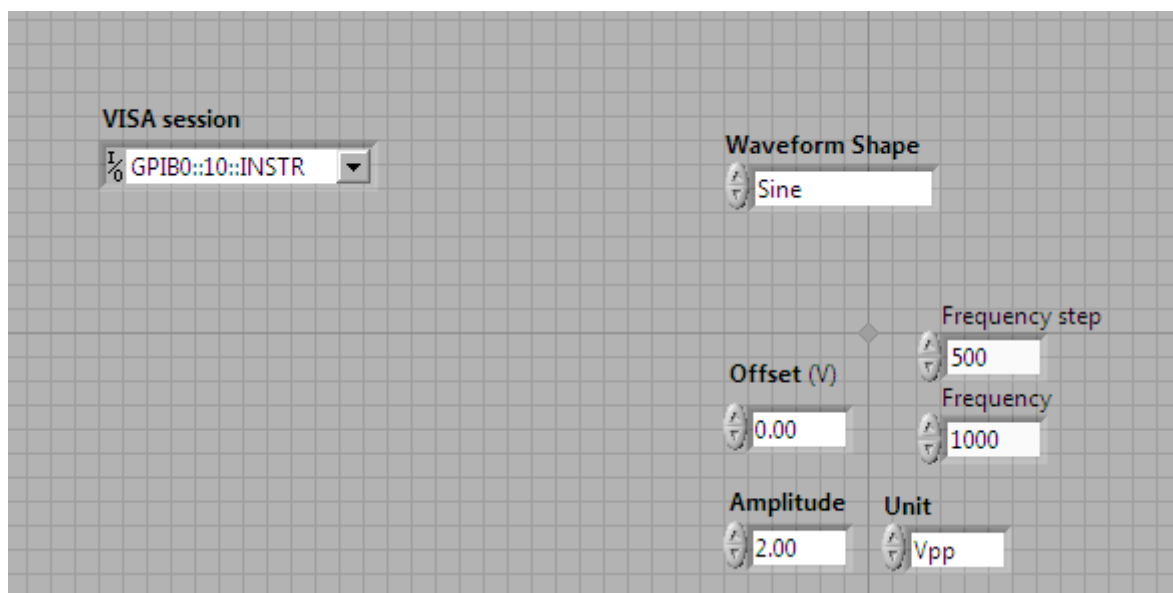 VISA session
I/O GPIB0::10::INSTR
Waveform Shape
Sine
Frequency step
500
Offset (V)
0.00
Frequency
1000
Amplitude
2.00
Unit
Vpp